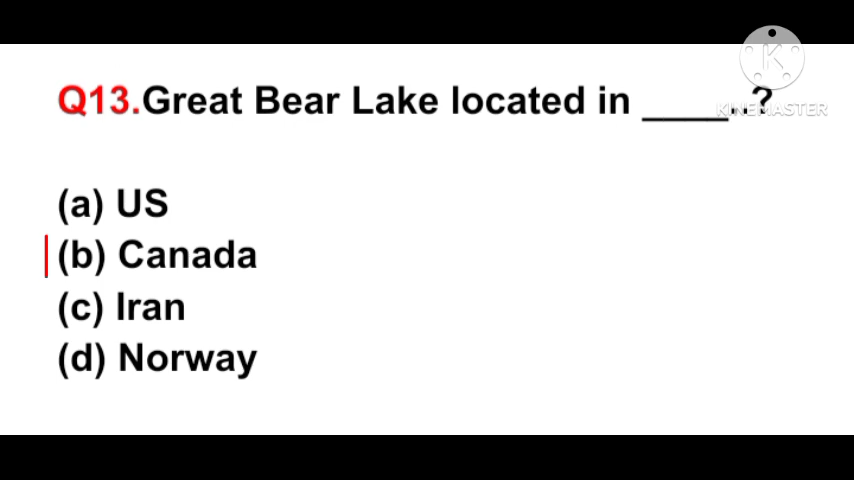 Q13.Great Bear Lake located in ____..?
KINEMASTER
(a) US
(b) Canada
(c) Iran
(d) Norway